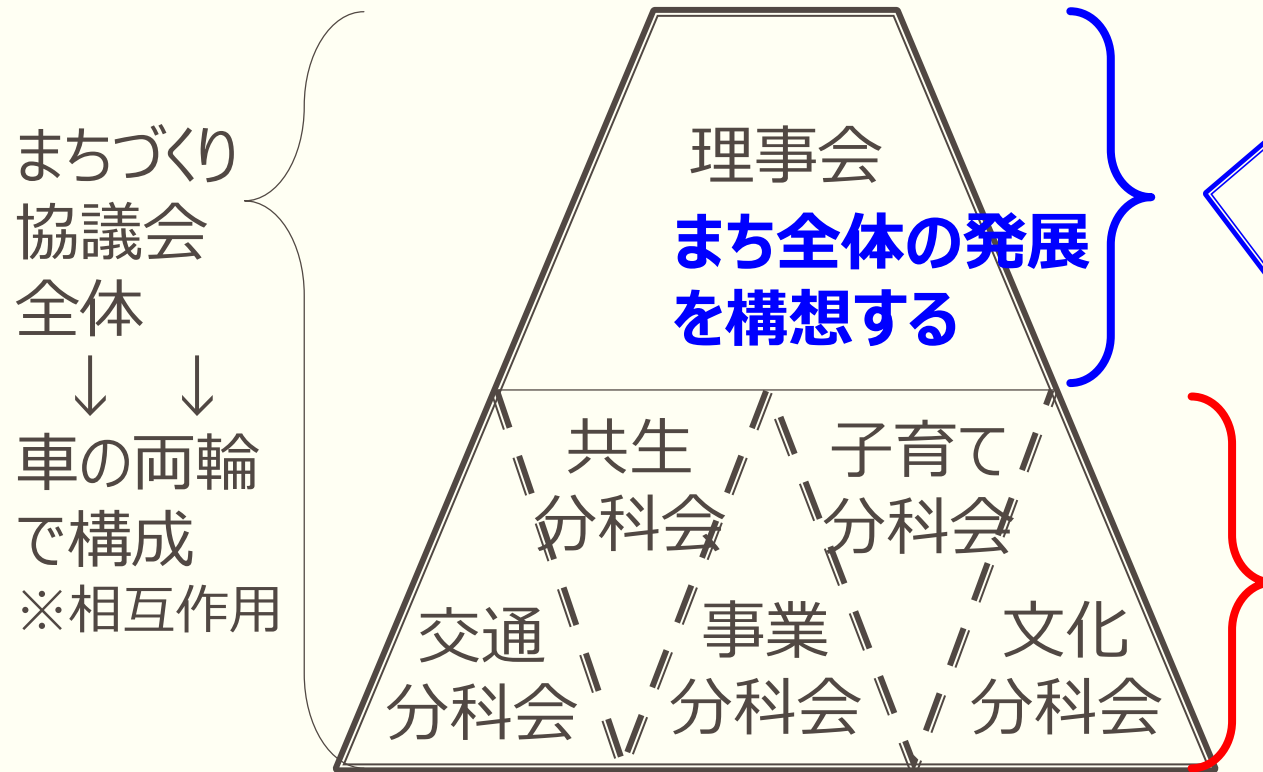 まちづくり
協議会
全体
↓ ↓
車の両輪
で構成
※相互作用
理事会
まち全体の発展
を構想する
共生
分科会
子育て
分科会
交通
分科会
事業
分科会
文化
分科会